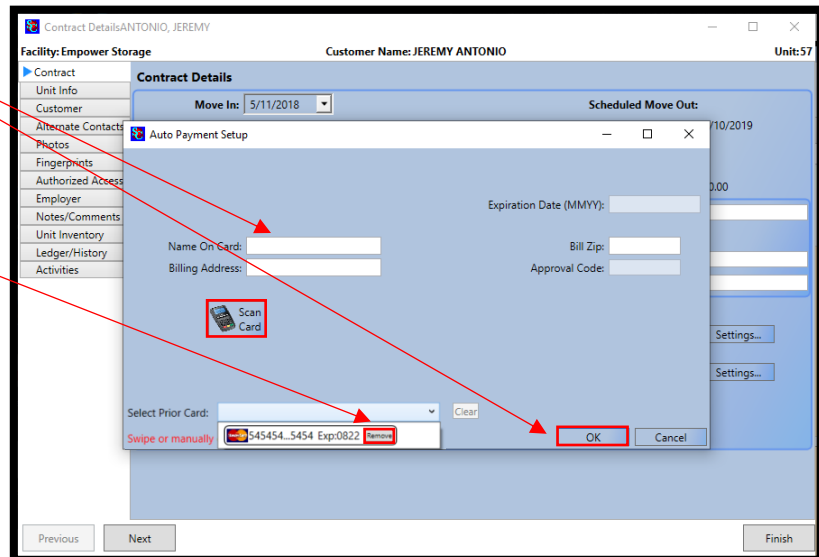 Contract DetailsANTONIO, JEREMY
Facility: Empower Storage Customer Name: JEREMY ANTONIO Unit:57
Contract
Unit Info
Customer
Alternate Contacts
Photos
Fingerprints
Authorized Access
Employer
Notes/Comments
Unit Inventory
Ledger/History
Activities
Contract Details
Move In: 5/11/2018 Scheduled Move Out:
/10/2019
0.00
Auto Payment Setup
Expiration Date (MMYY):
Name On Card: Bill Zip:
Billing Address: Approval Code:
Scan
Card
Select Prior Card: Clear
Swipe or manually 545454...5454 Exp:0822 Remove
OK Cancel
Settings...
Settings...
Previous Next Finish